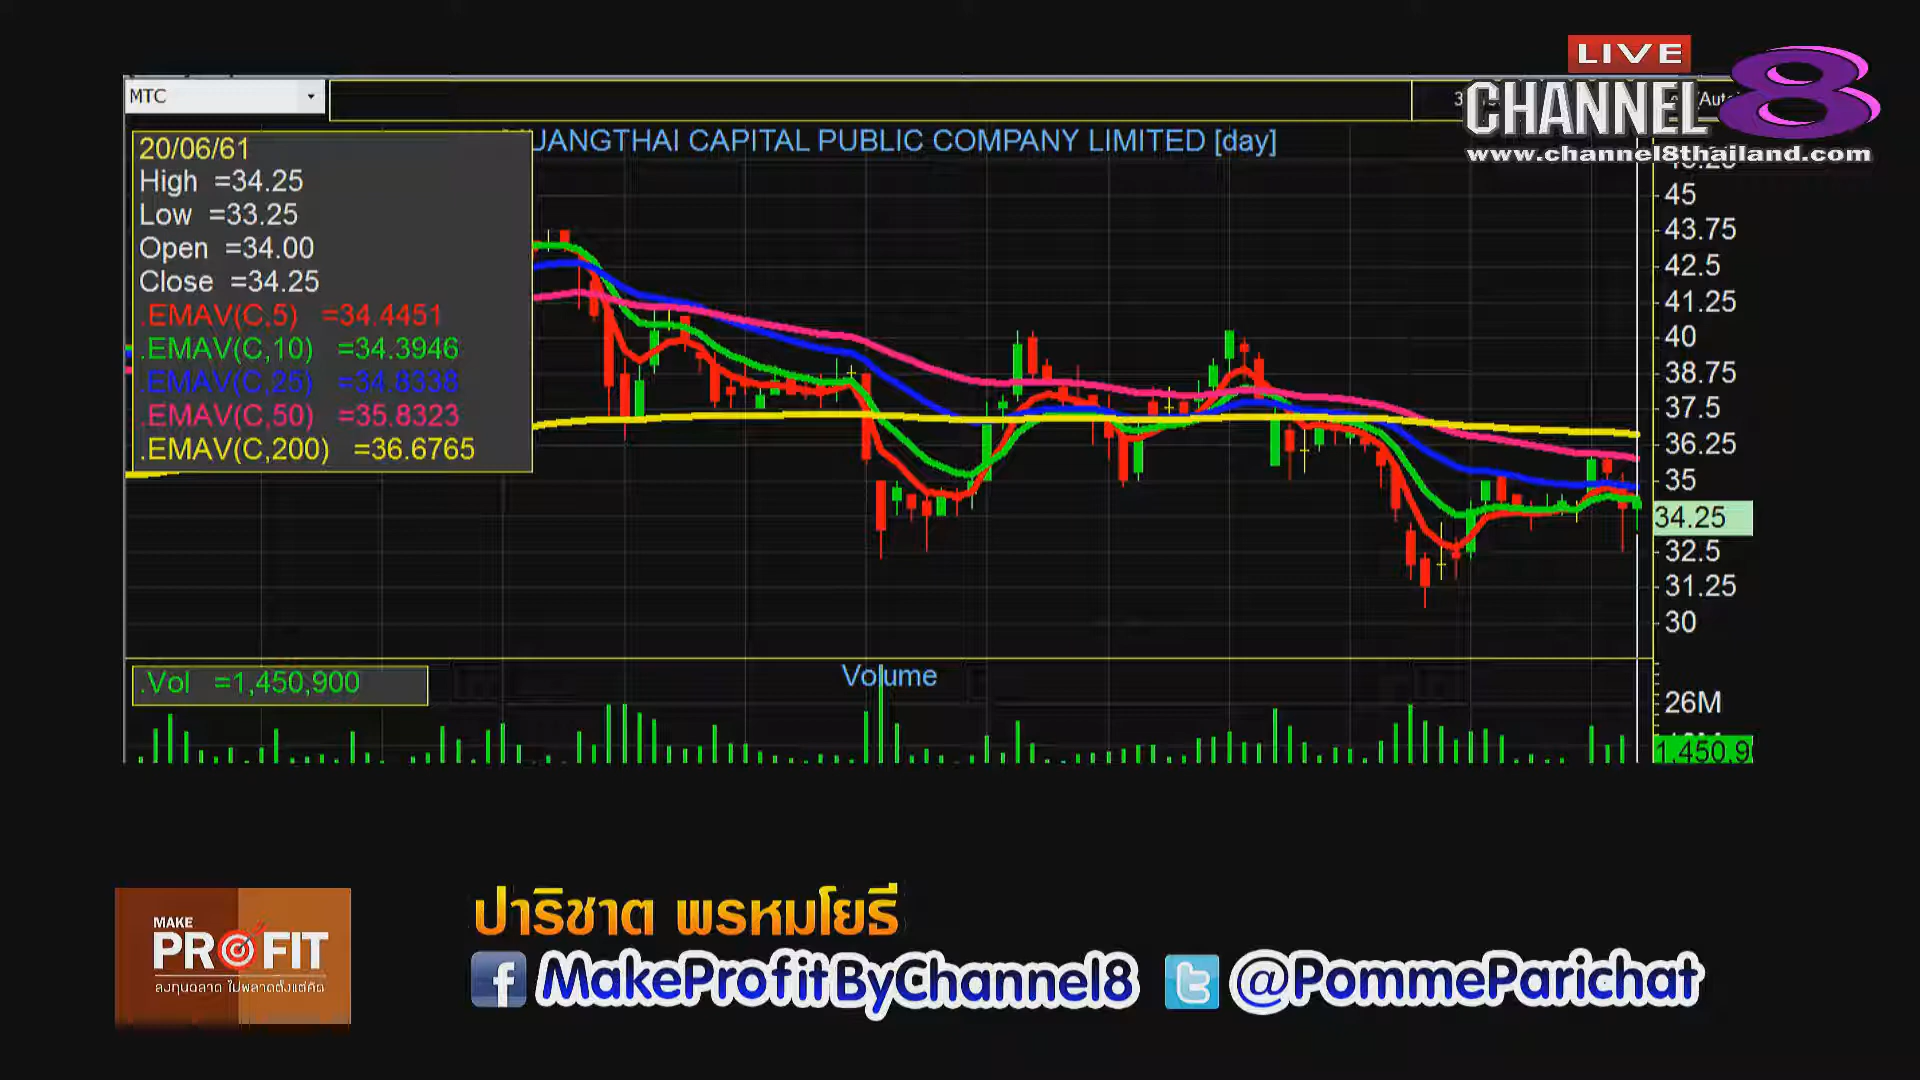 LIVE
CHANNEL 8
www.channel8thailand.com
MTC
UANGTHAI CAPITAL PUBLIC COMPANY LIMITED [day]
20/06/61
High =34.25
Low =33.25
Open =34.00
Close =34.25
.EMAV(C,5) =34.4451
.EMAV(C,10) =34.3946
.EMAV(C,25) =34.8338
.EMAV(C,50) =35.8323
.EMAV(C,200) =36.6765
45
43.75
42.5
41.25
40
38.75
37.5
36.25
35
34.25
32.5
31.25
30
.Vol =1,450,900
Volume
26M
1,450,9
MAKE
PROFIT
ลงทุนฉลาด ไม่พลาดตั้งแต่คิด
ปาริชาต พรหมโยธี
MakeProfitByChannel8
@PommeParichat